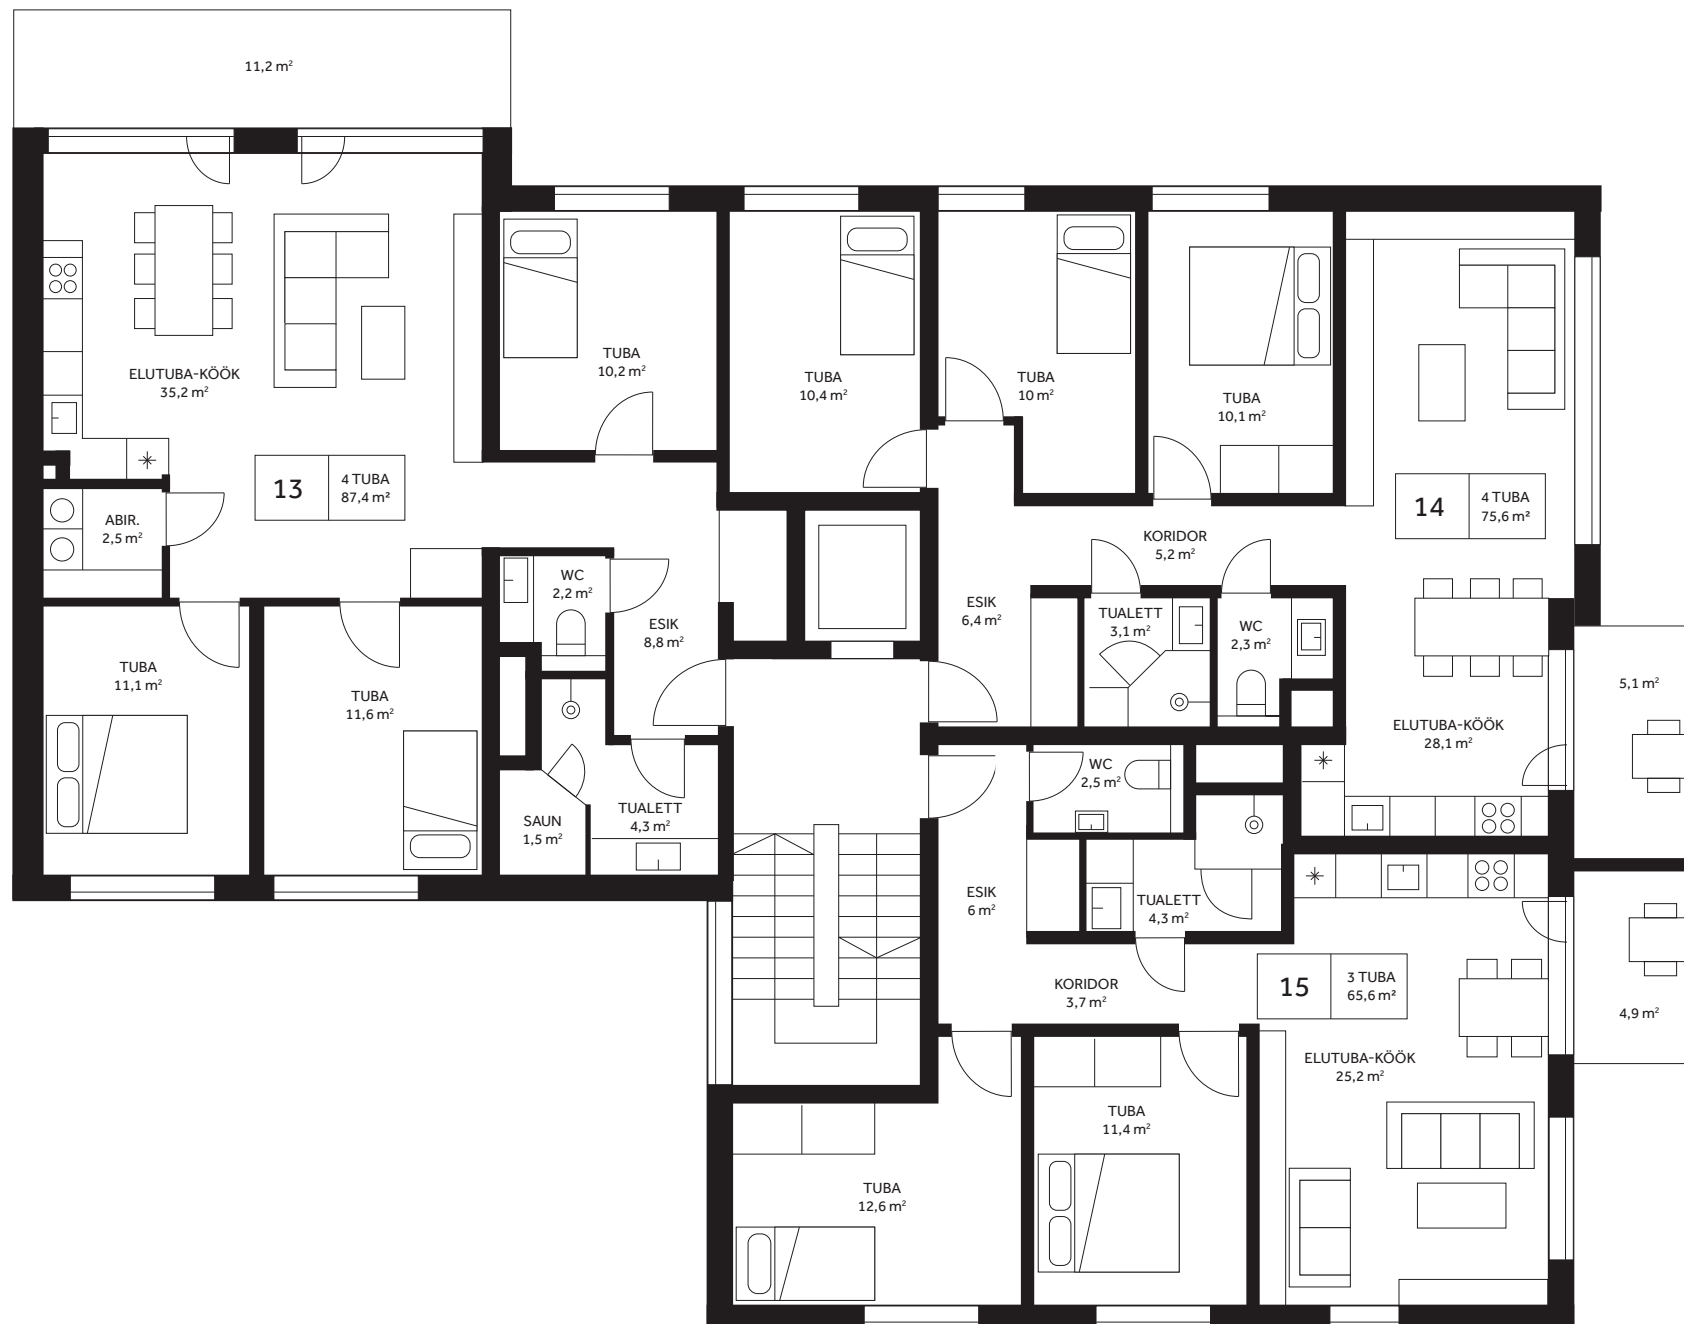 11,2 m²
ELUTUBA-KÖÖK
35,2 m²
TUBA
10,2 m²
TUBA
10,4 m²
TUBA
10 m²
TUBA
10,1 m²
13
4 TUBA
87,4 m²
14
4 TUBA
75,6 m²
ABIR.
2,5 m²
KORIDOR
5,2 m²
WC
2,2 m²
ESIK
8,8 m²
ESIK
6,4 m²
TUALETT
3,1 m²
WC
2,3 m²
TUBA
11,1 m²
TUBA
11,6 m²
5,1 m²
ELUTUBA-KÖÖK
28,1 m²
WC
2,5 m²
SAUN
1,5 m²
TUALETT
4,3 m²
ESIK
6 m²
TUALETT
4,3 m²
KORIDOR
3,7 m²
15
3 TUBA
65,6 m²
4,9 m²
ELUTUBA-KÖÖK
25,2 m²
TUBA
11,4 m²
TUBA
12,6 m²